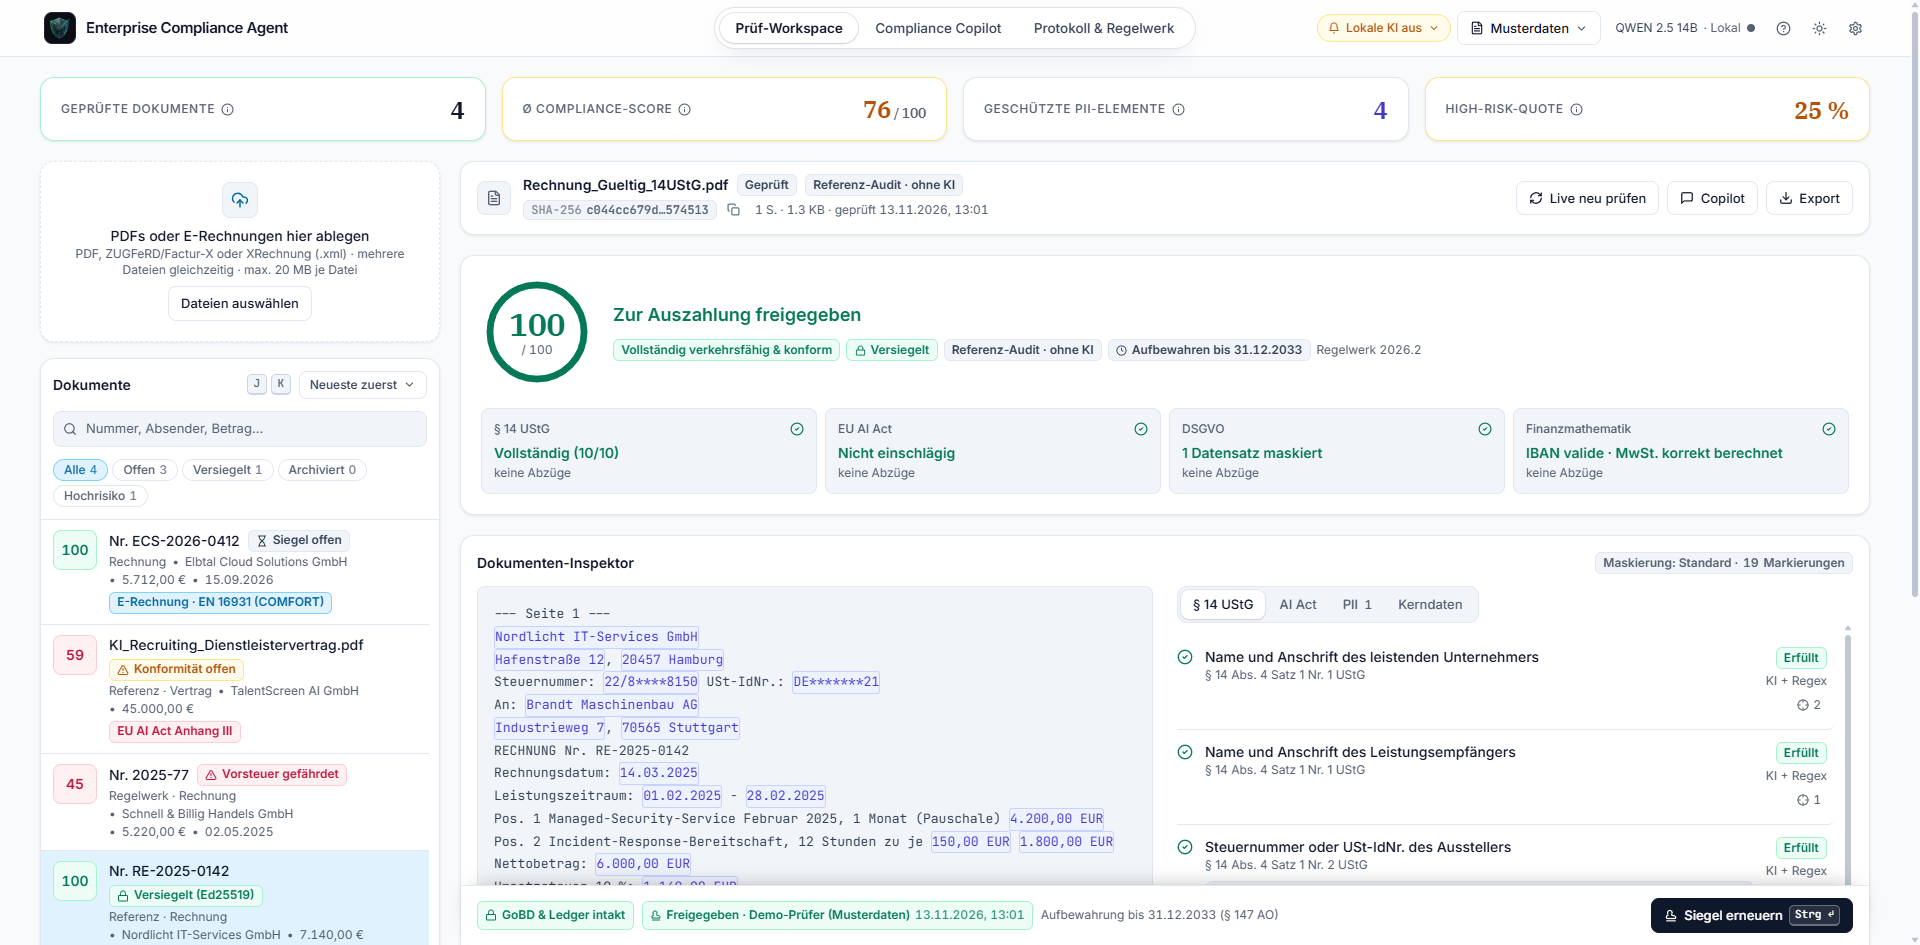 Enterprise Compliance Agent
Prüf-Workspace
Compliance Copilot
Protokoll & Regelwerk
Lokale KI aus
Musterdaten
QWEN 2.5 14B · Lokal
GEPRÜFTE DOKUMENTE
4
Ø COMPLIANCE-SCORE
76 / 100
GESCHÜTZTE PII-ELEMENTE
4
HIGH-RISK-QUOTE
25 %
PDFs oder E-Rechnungen hier ablegen
PDF, ZUGFeRD/Factur-X oder XRechnung (.xml) · mehrere
Dateien gleichzeitig · max. 20 MB je Datei
Dateien auswählen
Dokumente
J K
Neueste zuerst
Nummer, Absender, Betrag...
Alle 4
Offen 3
Versiegelt 1
Archiviert 0
Hochrisiko 1
100
Nr. ECS-2026-0412
Siegel offen
Rechnung • Elbtal Cloud Solutions GmbH
• 5.712,00 € • 15.09.2026
E-Rechnung · EN 16931 (COMFORT)
59
KI_Recruiting_Dienstleistervertrag.pdf
Konformität offen
Referenz · Vertrag • TalentScreen AI GmbH
• 45.000,00 €
EU AI Act Anhang III
45
Nr. 2025-77
Vorsteuer gefährdet
Regelwerk · Rechnung
• Schnell & Billig Handels GmbH
• 5.220,00 € • 02.05.2025
100
Nr. RE-2025-0142
Versiegelt (Ed25519)
Referenz · Rechnung
• Nordlicht IT-Services GmbH • 7.140,00 €
Rechnung_Gueltig_14UStG.pdf
Geprüft
Referenz-Audit · ohne KI
SHA-256 c044cc679d…574513
1 S. · 1.3 KB · geprüft 13.11.2026, 13:01
Live neu prüfen
Copilot
Export
100
/ 100
Zur Auszahlung freigegeben
Vollständig verkehrsfähig & konform
Versiegelt
Referenz-Audit · ohne KI
Aufbewahren bis 31.12.2033
Regelwerk 2026.2
§ 14 UStG
Vollständig (10/10)
keine Abzüge
EU AI Act
Nicht einschlägig
keine Abzüge
DSGVO
1 Datensatz maskiert
keine Abzüge
Finanzmathematik
IBAN valide · MwSt. korrekt berechnet
keine Abzüge
Dokumenten-Inspektor
Maskierung: Standard · 19 Markierungen
--- Seite 1 ---
Nordlicht IT-Services GmbH
Hafenstraße 12, 20457 Hamburg
Steuernummer: 22/8****8150 USt-IdNr.: DE*******21
An: Brandt Maschinenbau AG
Industrieweg 7, 70565 Stuttgart
RECHNUNG Nr. RE-2025-0142
Rechnungsdatum: 14.03.2025
Leistungszeitraum: 01.02.2025 - 28.02.2025
Pos. 1 Managed-Security-Service Februar 2025, 1 Monat (Pauschale) 4.200,00 EUR
Pos. 2 Incident-Response-Bereitschaft, 12 Stunden zu je 150,00 EUR 1.800,00 EUR
Nettobetrag: 6.000,00 EUR
§ 14 UStG
AI Act
PII 1
Kerndaten
Name und Anschrift des leistenden Unternehmers
§ 14 Abs. 4 Satz 1 Nr. 1 UStG
Erfüllt
KI + Regex
2
Name und Anschrift des Leistungsempfängers
§ 14 Abs. 4 Satz 1 Nr. 1 UStG
Erfüllt
KI + Regex
1
Steuernummer oder USt-IdNr. des Ausstellers
§ 14 Abs. 4 Satz 1 Nr. 2 UStG
Erfüllt
KI + Regex
GoBD & Ledger intakt
Freigegeben · Demo-Prüfer (Musterdaten) 13.11.2026, 13:01
Aufbewahrung bis 31.12.2033 (§ 147 AO)
Siegel erneuern
Strg ↵